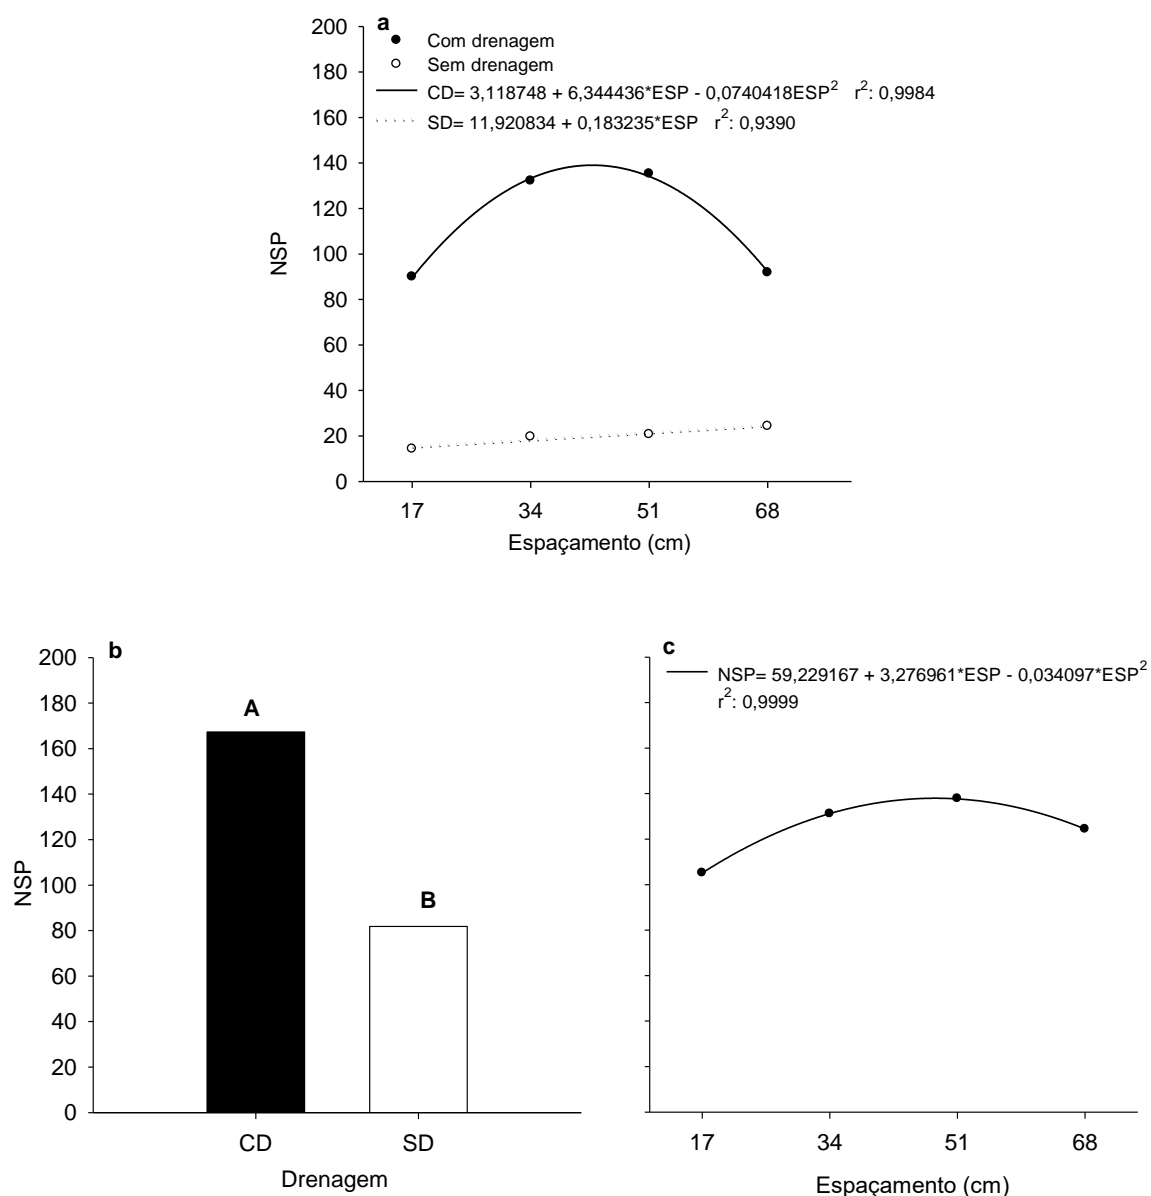 a
200
Com drenagem
Sem drenagem
180
CD= 3,118748 + 6,344436*ESP - 0,0740418ESP² r²: 0,9984
160
SD= 11,920834 + 0,183235*ESP r²: 0,9390
140
120
100
80
60
40
20
0
NSP
17 34 51 68
Espaçamento (cm)
b
200
180
160
140
120
100
80
60
40
20
0
NSP
A
B
CD SD
Drenagem
c
NSP= 59,229167 + 3,276961*ESP - 0,034097*ESP²
r²: 0,9999
17 34 51 68
Espaçamento (cm)